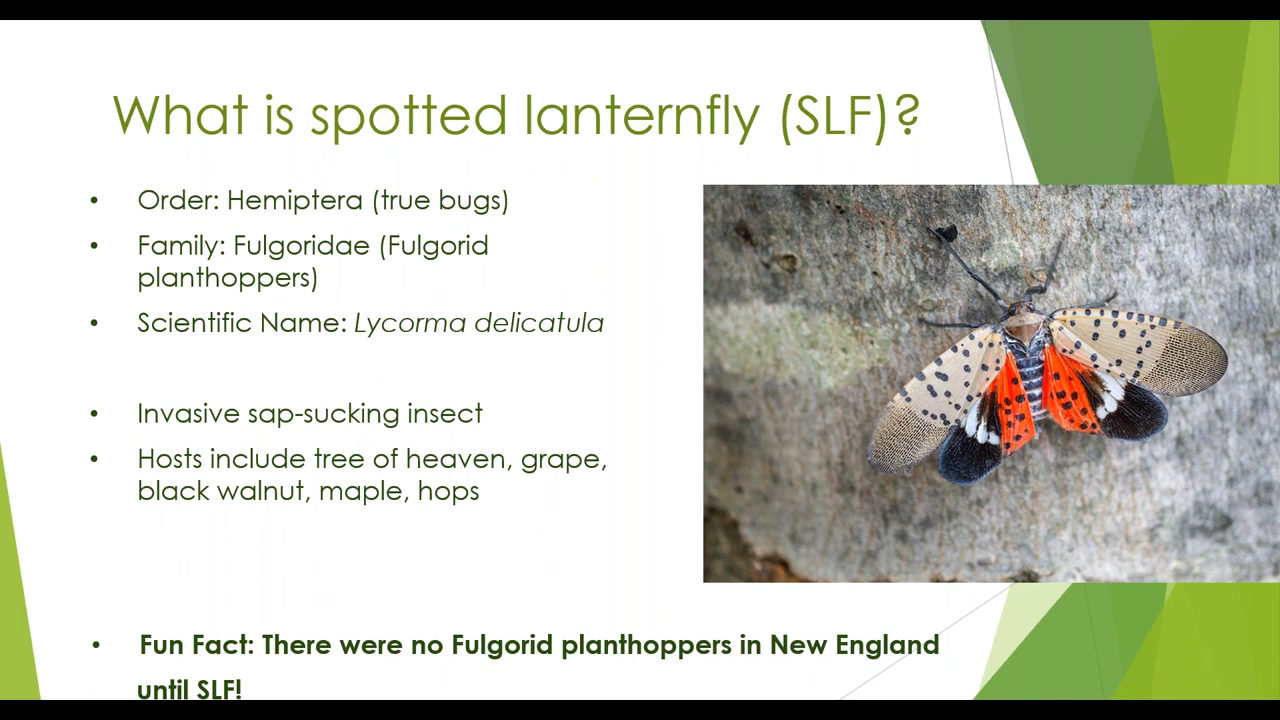 What is spotted lanternfly (SLF)?
• Order: Hemiptera (true bugs)
• Family: Fulgoridae (Fulgorid
planthoppers)
• Scientific Name: Lycorma delicatula
• Invasive sap-sucking insect
• Hosts include tree of heaven, grape,
black walnut, maple, hops
• Fun Fact: There were no Fulgorid planthoppers in New England
until SLF!